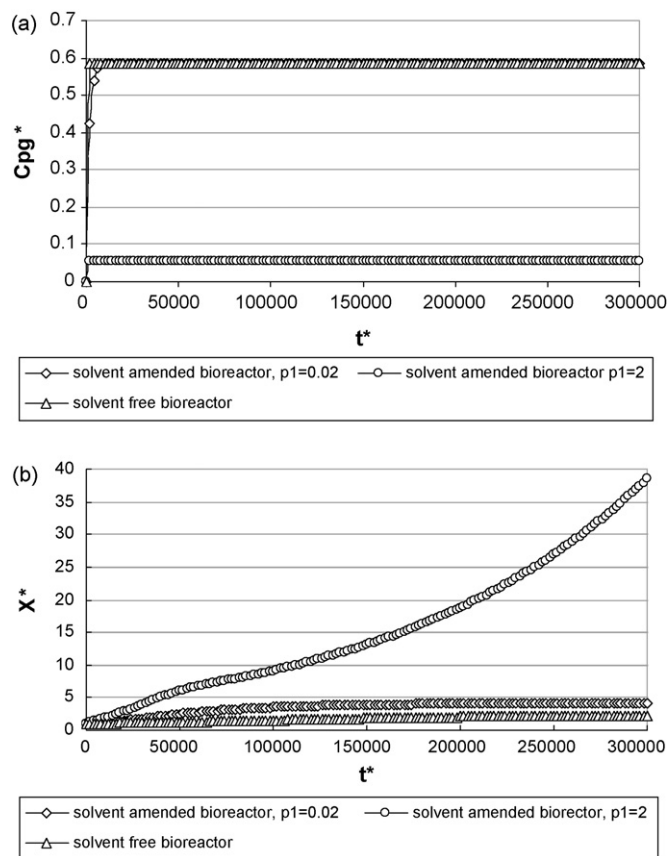 (a)
0.7
0.6
0.5
0.4
0.3
0.2
0.1
0
Cpg*
0 50000 100000 150000 200000 250000 300000
t*
solvent amended bioreactor, p1=0.02 solvent amended bioreactor p1=2
solvent free bioreactor
(b)
40
35
30
25
20
15
10
5
0
X*
0 50000 100000 150000 200000 250000 300000
t*
solvent amended bioreactor, p1=0.02 solvent amended biorector, p1=2
solvent free bioreactor